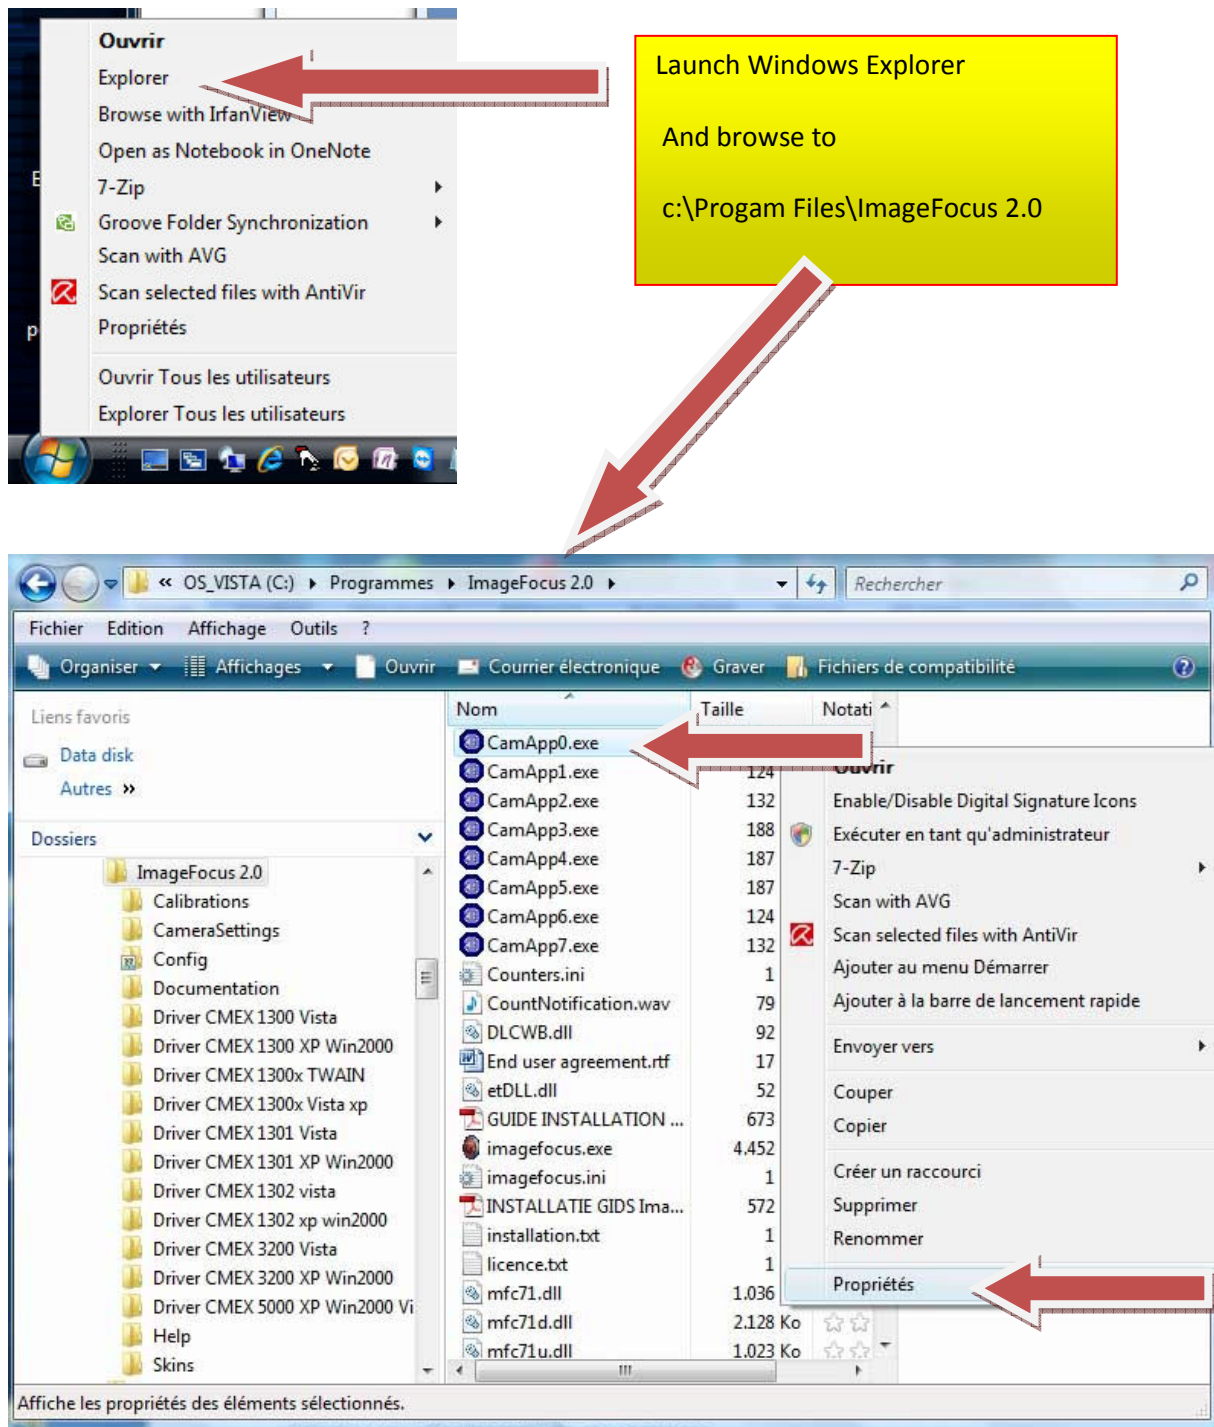 Ouvrir
Explorer
Browse with IrfanView
Open as Notebook in OneNote
7-Zip
Groove Folder Synchronization
Scan with AVG
Scan selected files with AntiVir
Propriétés
Ouvrir Tous les utilisateurs
Explorer Tous les utilisateurs
Launch Windows Explorer
And browse to
c:\Progam Files\ImageFocus 2.0
« OS_VISTA (C:) Programmes ImageFocus 2.0
Rechercher
Fichier Edition Affichage Outils ?
Organiser Affichages Ouvrir Courrier électronique Graver Fichiers de compatibilité
Liens favoris
Data disk
Autres »
Dossiers
ImageFocus 2.0
Calibrations
CameraSettings
Config
Documentation
Driver CMEX 1300 Vista
Driver CMEX 1300 XP Win2000
Driver CMEX 1300x TWAIN
Driver CMEX 1300x Vista xp
Driver CMEX 1301 Vista
Driver CMEX 1301 XP Win2000
Driver CMEX 1302 vista
Driver CMEX 1302 xp win2000
Driver CMEX 3200 Vista
Driver CMEX 3200 XP Win2000
Driver CMEX 5000 XP Win2000 Vi
Help
Skins
Nom Taille Notati
CamApp0.exe
CamApp1.exe 124
CamApp2.exe 132
CamApp3.exe 188
CamApp4.exe 187
CamApp5.exe 187
CamApp6.exe 124
CamApp7.exe 132
Counters.ini 1
CountNotification.wav 79
DLCWB.dll 92
End user agreement.rtf 17
etDLL.dll 52
GUIDE INSTALLATION ... 673
imagefocus.exe 4.452
imagefocus.ini 1
INSTALLATIE GIDS Ima... 572
installation.txt 1
licence.txt 1
mfc71.dll 1.036
mfc71d.dll 2.128 Ko
mfc71u.dll 1.023 Ko
Ouvrir
Enable/Disable Digital Signature Icons
Exécuter en tant qu'administrateur
7-Zip
Scan with AVG
Scan selected files with AntiVir
Ajouter au menu Démarrer
Ajouter à la barre de lancement rapide
Envoyer vers
Couper
Copier
Créer un raccourci
Supprimer
Renommer
Propriétés
Affiche les propriétés des éléments sélectionnés.